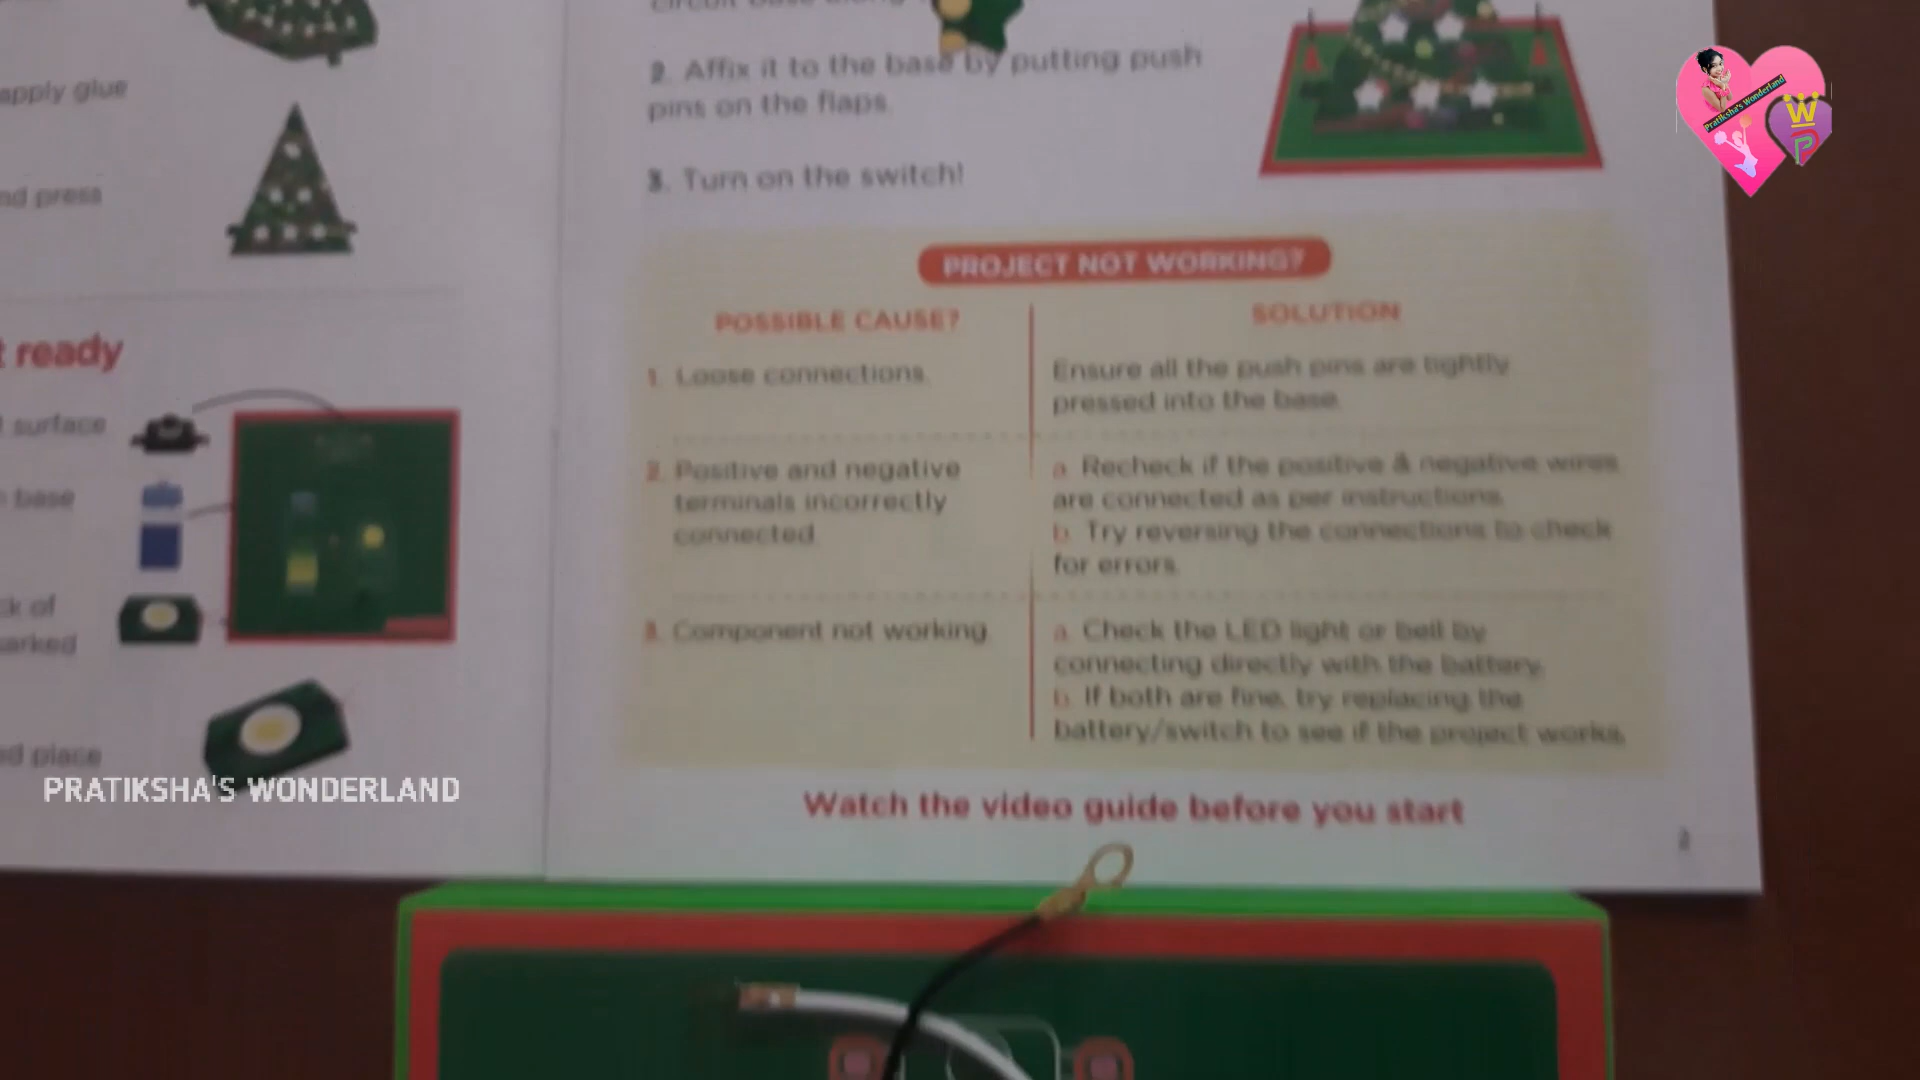 apply glue
nd press
t ready
t surface
base
ck of
arked
d place
circuit base along
2. Affix it to the base by putting push
pins on the flaps.
3. Turn on the switch!
PROJECT NOT WORKING?
POSSIBLE CAUSE?
SOLUTION
1. Loose connections.
Ensure all the push pins are tightly
pressed into the base.
2. Positive and negative
terminals incorrectly
connected.
a. Recheck if the positive & negative wires
are connected as per instructions.
b. Try reversing the connections to check
for errors.
3. Component not working.
a. Check the LED light or bell by
connecting directly with the battery.
b. If both are fine, try replacing the
battery/switch to see if the project works.
Watch the video guide before you start
2
Pratiksha's Wonderland
W
P
PRATIKSHA'S WONDERLAND